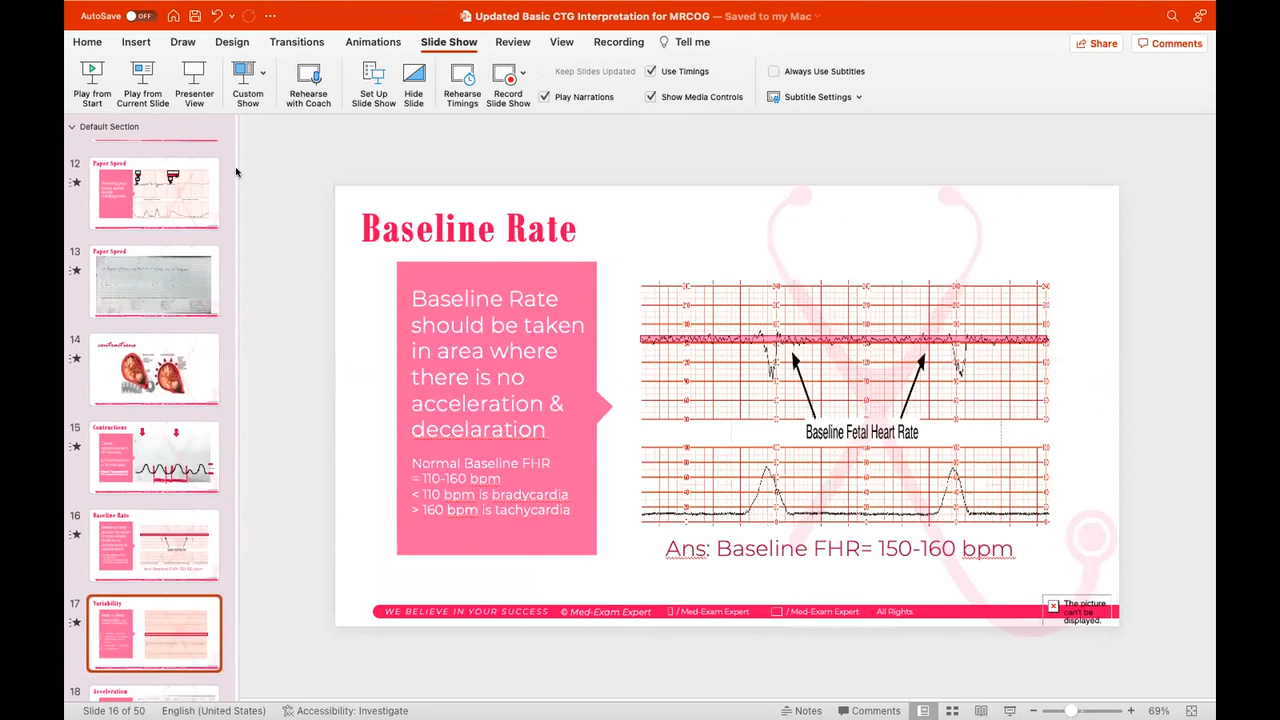 AutoSave OFF
Updated Basic CTG Interpretation for MRCOG — Saved to my Mac
Home Insert Draw Design Transitions Animations Slide Show Review View Recording Tell me
Share Comments
Play from Start
Play from Current Slide
Presenter View
Custom Show
Rehearse with Coach
Set Up Slide Show
Hide Slide
Rehearse Timings
Record Slide Show
Keep Slides Updated
Use Timings
Play Narrations
Show Media Controls
Always Use Subtitles
Subtitle Settings
Default Section
12
Paper Speed
13
Paper Speed
14
contractions
15
Contractions
16
Baseline Rate
17
Variability
18
Acceleration
Baseline Rate
Baseline Rate
should be taken
in area where
there is no
acceleration &
decelaration
Normal Baseline FHR
= 110-160 bpm
< 110 bpm is bradycardia
> 160 bpm is tachycardia
Baseline Fetal Heart Rate
Ans: Baseline FHR= 150-160 bpm
WE BELIEVE IN YOUR SUCCESS © Med-Exam Expert / Med-Exam Expert / Med-Exam Expert All Rights
The picture
can't be
displayed.
Slide 16 of 50 English (United States) Accessibility: Investigate Notes Comments 69%